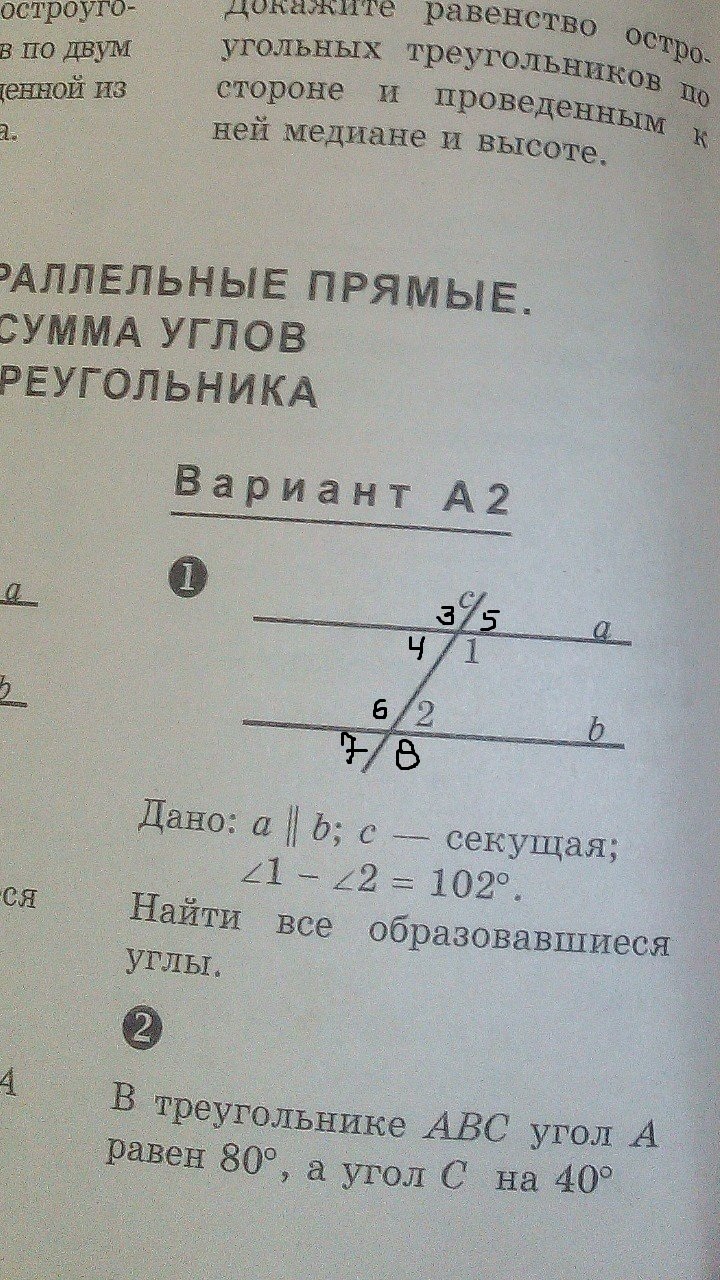 остроуго-
в по двум
денной из
а.
Докажите равенство остро-
угольных треугольников по
стороне и проведенным к
ней медиане и высоте.
РАЛЛЕЛЬНЫЕ ПРЯМЫЕ.
СУММА УГЛОВ
РЕУГОЛЬНИКА
Вариант А2
a
b
1
c
3 5
a
4 1
6 2
b
7 8
Дано: a || b; c — секущая;
∠1 − ∠2 = 102°.
ся
Найти все образовавшиеся
углы.
2
A
В треугольнике ABC угол A
равен 80°, а угол C на 40°